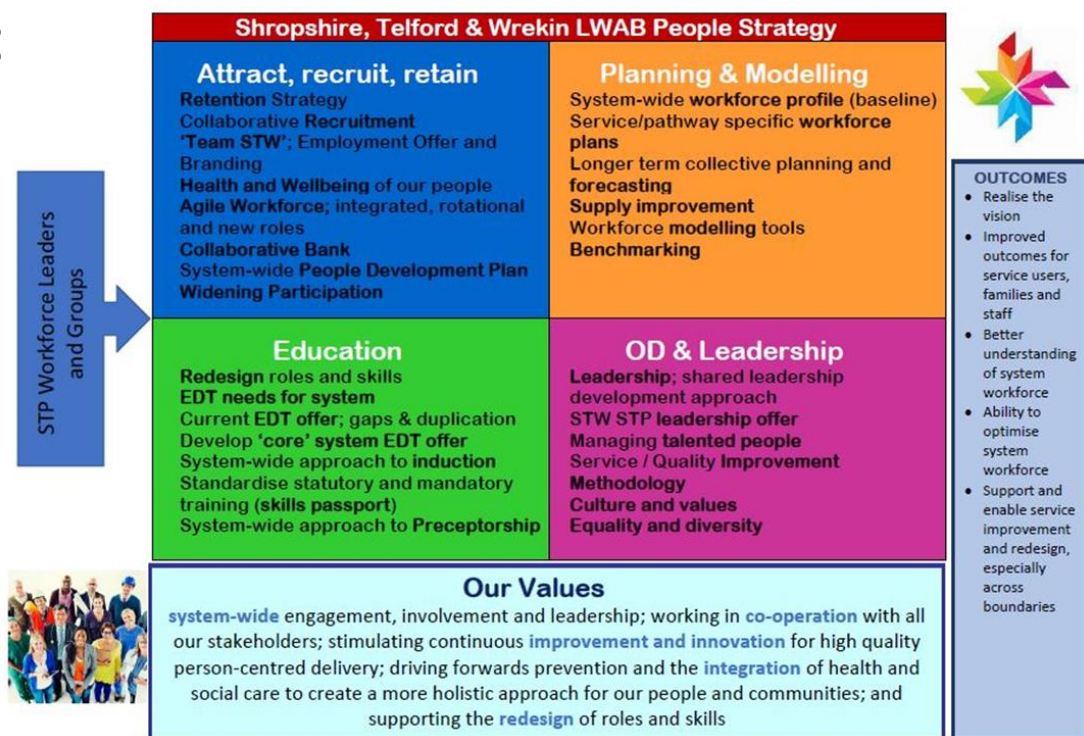 Shropshire, Telford & Wrekin LWAB People Strategy
STP Workforce Leaders
and Groups
Attract, recruit, retain
Retention Strategy
Collaborative Recruitment
'Team STW'; Employment Offer and
Branding
Health and Wellbeing of our people
Agile Workforce; integrated, rotational
and new roles
Collaborative Bank
System-wide People Development Plan
Widening Participation
Planning & Modelling
System-wide workforce profile (baseline)
Service/pathway specific workforce
plans
Longer term collective planning and
forecasting
Supply improvement
Workforce modelling tools
Benchmarking
Education
Redesign roles and skills
EDT needs for system
Current EDT offer; gaps & duplication
Develop 'core' system EDT offer
System-wide approach to induction
Standardise statutory and mandatory
training (skills passport)
System-wide approach to Preceptorship
OD & Leadership
Leadership; shared leadership
development approach
STW STP leadership offer
Managing talented people
Service / Quality Improvement
Methodology
Culture and values
Equality and diversity
OUTCOMES
• Realise the
vision
• Improved
outcomes for
service users,
families and
staff
• Better
understanding
of system
workforce
• Ability to
optimise
system
workforce
• Support and
enable service
improvement
and redesign,
especially
across
boundaries
Our Values
system-wide engagement, involvement and leadership; working in co-operation with all
our stakeholders; stimulating continuous improvement and innovation for high quality
person-centred delivery; driving forwards prevention and the integration of health and
social care to create a more holistic approach for our people and communities; and
supporting the redesign of roles and skills